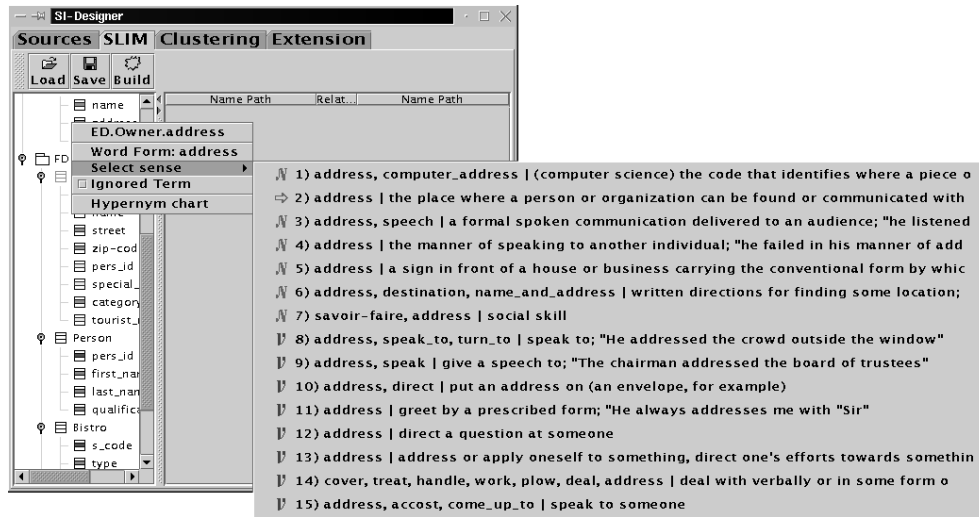 SI-Designer
Sources SLIM Clustering Extension
Load Save Build
Name Path Relat... Name Path
name
ED.Owner.address
Word Form: address
FD
Select sense
Ignored Term
Hypernym chart
street
zip-cod
pers_id
special_
category
tourist_
Person
pers_id
first_nar
last_nan
qualifica
Bistro
s_code
type
N 1) address, computer_address | (computer science) the code that identifies where a piece o
2) address | the place where a person or organization can be found or communicated with
N 3) address, speech | a formal spoken communication delivered to an audience; "he listened
N 4) address | the manner of speaking to another individual; "he failed in his manner of add
N 5) address | a sign in front of a house or business carrying the conventional form by whic
N 6) address, destination, name_and_address | written directions for finding some location;
N 7) savoir-faire, address | social skill
V 8) address, speak_to, turn_to | speak to; "He addressed the crowd outside the window"
V 9) address, speak | give a speech to; "The chairman addressed the board of trustees"
V 10) address, direct | put an address on (an envelope, for example)
V 11) address | greet by a prescribed form; "He always addresses me with "Sir"
V 12) address | direct a question at someone
V 13) address | address or apply oneself to something, direct one's efforts towards somethin
V 14) cover, treat, handle, work, plow, deal, address | deal with verbally or in some form o
V 15) address, accost, come_up_to | speak to someone